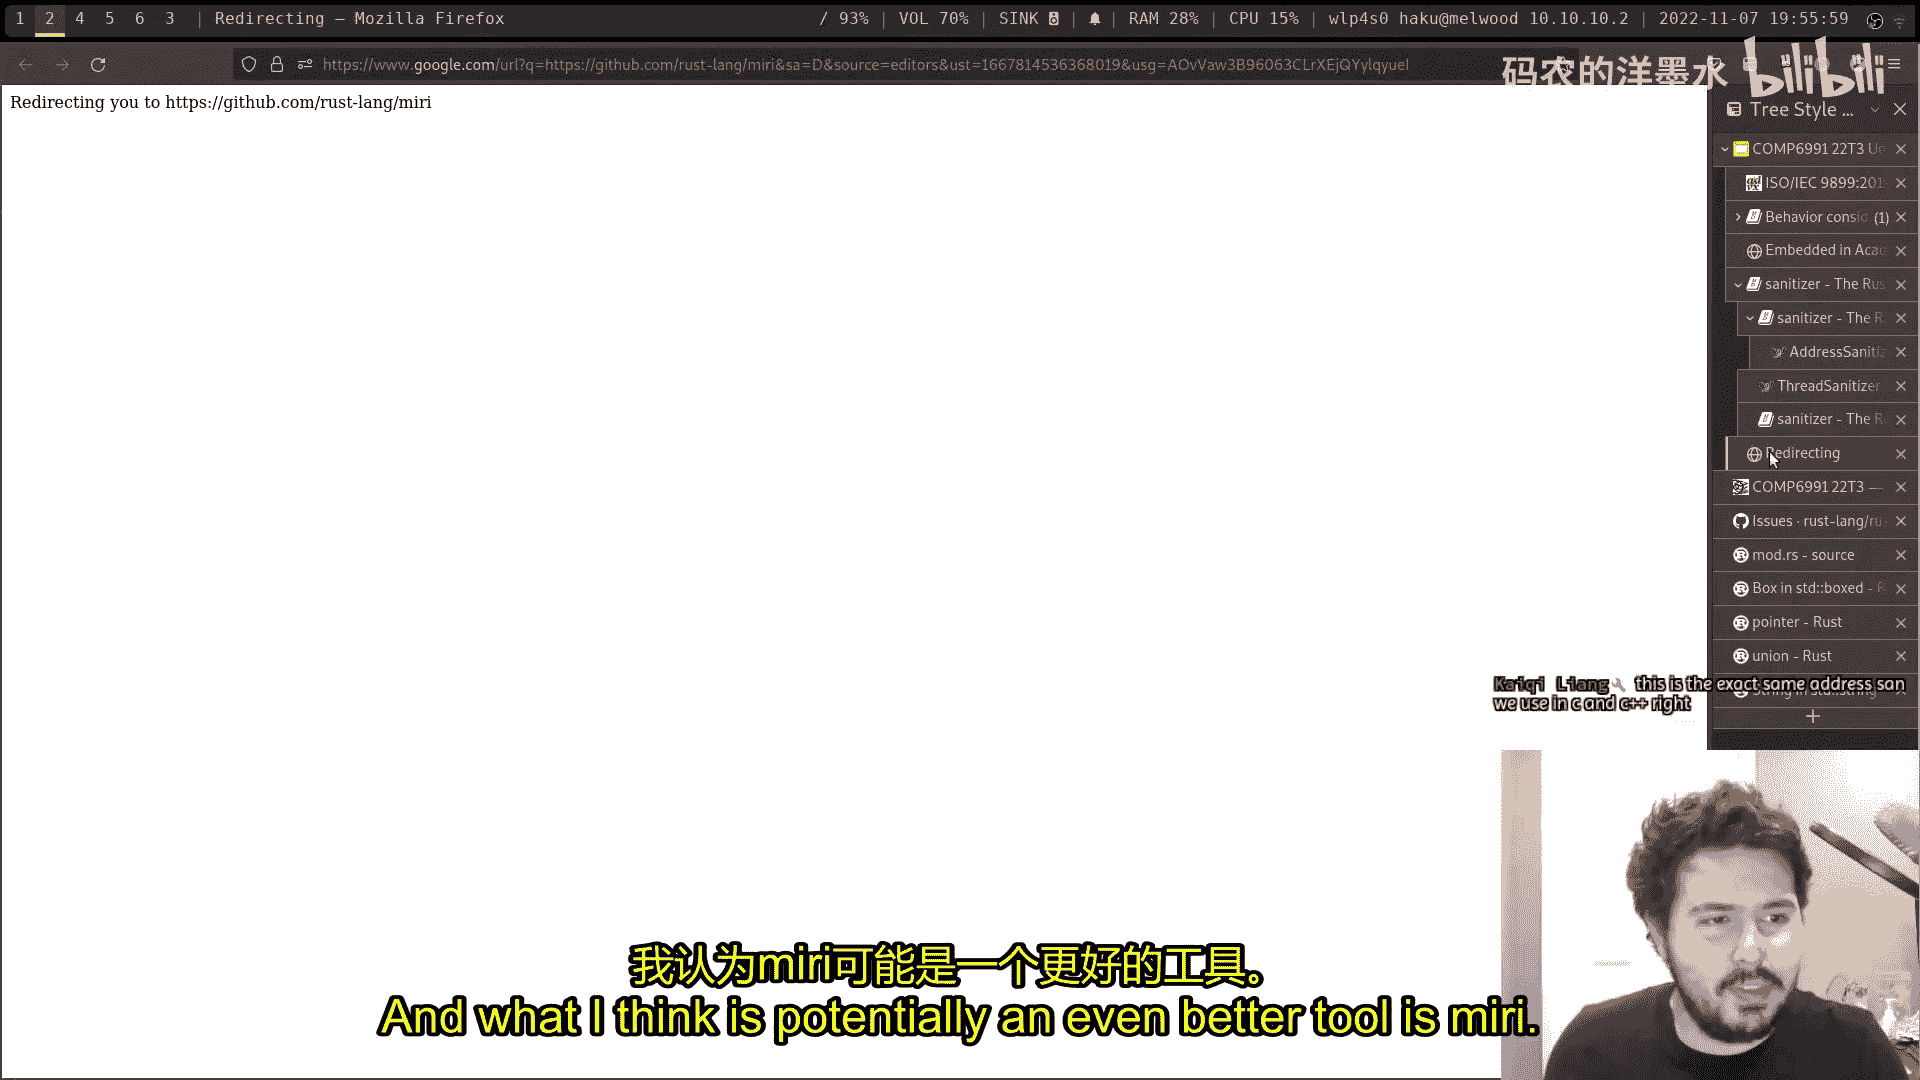 1 2 4 5 6 3 | Redirecting — Mozilla Firefox
/ 93% | VOL 70% | SINK | | RAM 28% | CPU 15% | wlp4s0 haku@melwood 10.10.10.2 | 2022-11-07 19:55:59
https://www.google.com/url?q=https://github.com/rust-lang/miri&sa=D&source=editors&ust=1667814536368019&usg=AOvVaw3B96063CLrXEjQYylqyueI
码农的洋墨水 bilibili
Redirecting you to https://github.com/rust-lang/miri
Tree Style ...
COMP6991 22T3 Un
ISO/IEC 9899:201
Behavior consid (1)
Embedded in Aca
sanitizer - The Rus
sanitizer - The R
AddressSanitiz
ThreadSanitizer
sanitizer - The R
Redirecting
COMP6991 22T3 —
Issues · rust-lang/ru
mod.rs - source
Box in std::boxed - R
pointer - Rust
union - Rust
String in std::string
Kaiqi Liang this is the exact same address san
we use in c and c++ right
我认为miri可能是一个更好的工具。
And what I think is potentially an even better tool is miri.